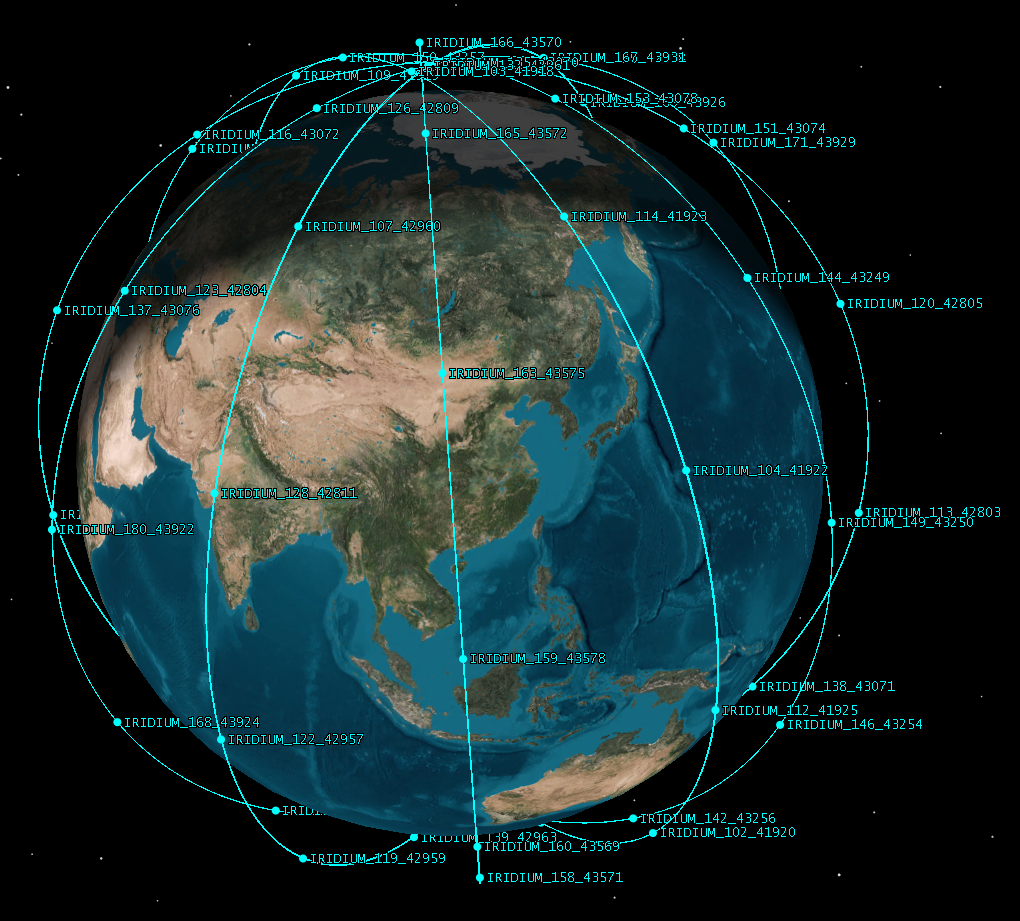 IRIDIUM_166_43570
IRIDIUM_167_43931
IRIDIUM_103_41918
IRIDIUM_126_42809
IRIDIUM_153_43078
IRIDIUM_151_43074
IRIDIUM_116_43072
IRIDIUM_165_43572
IRIDIUM_171_43929
IRIDIUM_114_41923
IRIDIUM_107_42960
IRIDIUM_144_43249
IRIDIUM_123_42804
IRIDIUM_120_42805
IRIDIUM_137_43076
IRIDIUM_163_43575
IRIDIUM_104_41922
IRIDIUM_128_42811
IRIDIUM_113_42803
IRIDIUM_149_43250
IRIDIUM_180_43922
IRIDIUM_159_43578
IRIDIUM_138_43071
IRIDIUM_112_41925
IRIDIUM_168_43924
IRIDIUM_146_43254
IRIDIUM_122_42957
IRIDIUM_142_43256
IRIDIUM_102_41920
IRIDIUM_139_42963
IRIDIUM_160_43569
IRIDIUM_119_42959
IRIDIUM_158_43571